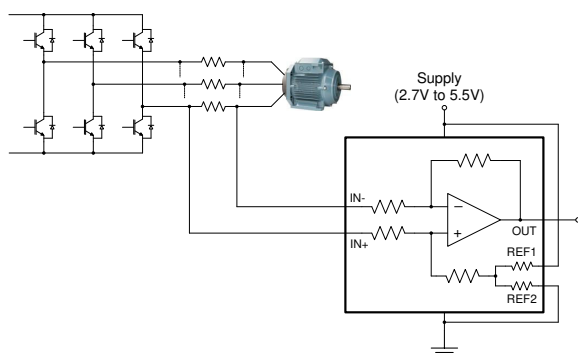 Supply
(2.7V to 5.5V)
IN-
−
+
IN+
OUT
REF1
REF2